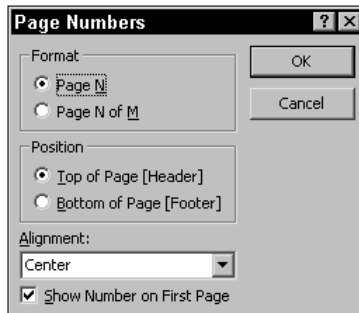 Page Numbers
Format
Page N
Page N of M
OK
Cancel
Position
Top of Page [Header]
Bottom of Page [Footer]
Alignment:
Center
Show Number on First Page